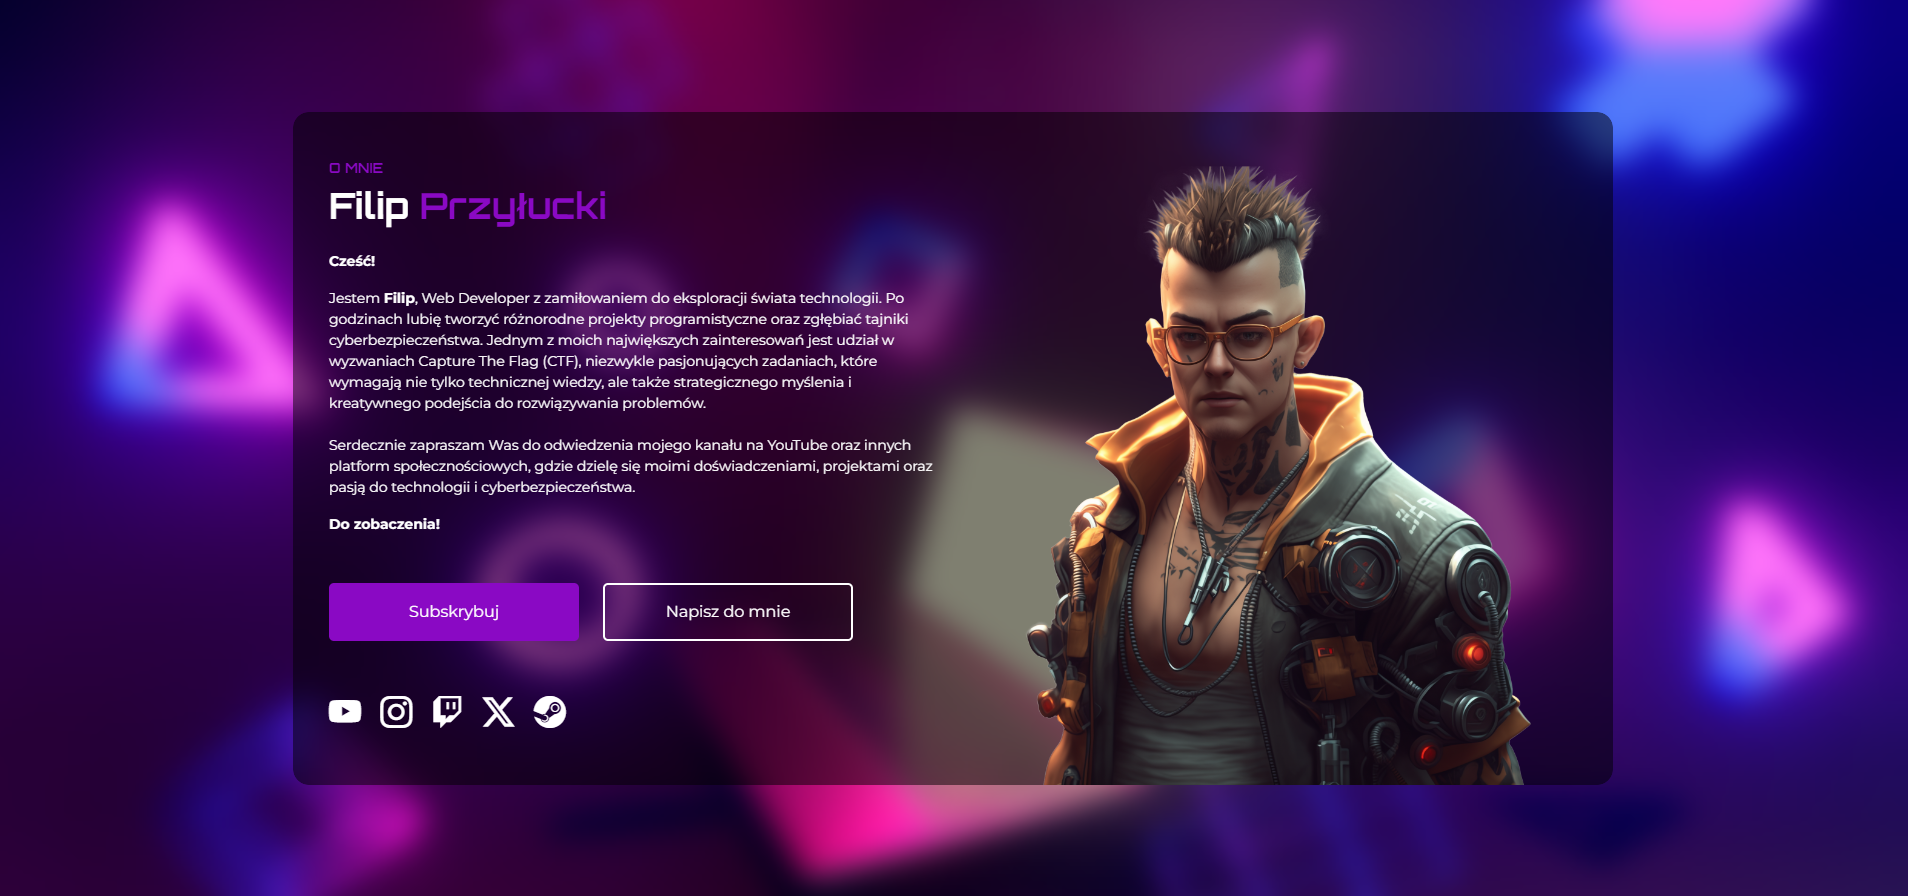 O MNIE
Filip Przyłucki
Cześć!
Jestem Filip, Web Developer z zamiłowaniem do eksploracji świata technologii. Po
godzinach lubię tworzyć różnorodne projekty programistyczne oraz zgłębiać tajniki
cyberbezpieczeństwa. Jednym z moich największych zainteresowań jest udział w
wyzwaniach Capture The Flag (CTF), niezwykle pasjonujących zadaniach, które
wymagają nie tylko technicznej wiedzy, ale także strategicznego myślenia i
kreatywnego podejścia do rozwiązywania problemów.
Serdecznie zapraszam Was do odwiedzenia mojego kanału na YouTube oraz innych
platform społecznościowych, gdzie dzielę się moimi doświadczeniami, projektami oraz
pasją do technologii i cyberbezpieczeństwa.
Do zobaczenia!
Subskrybuj
Napisz do mnie